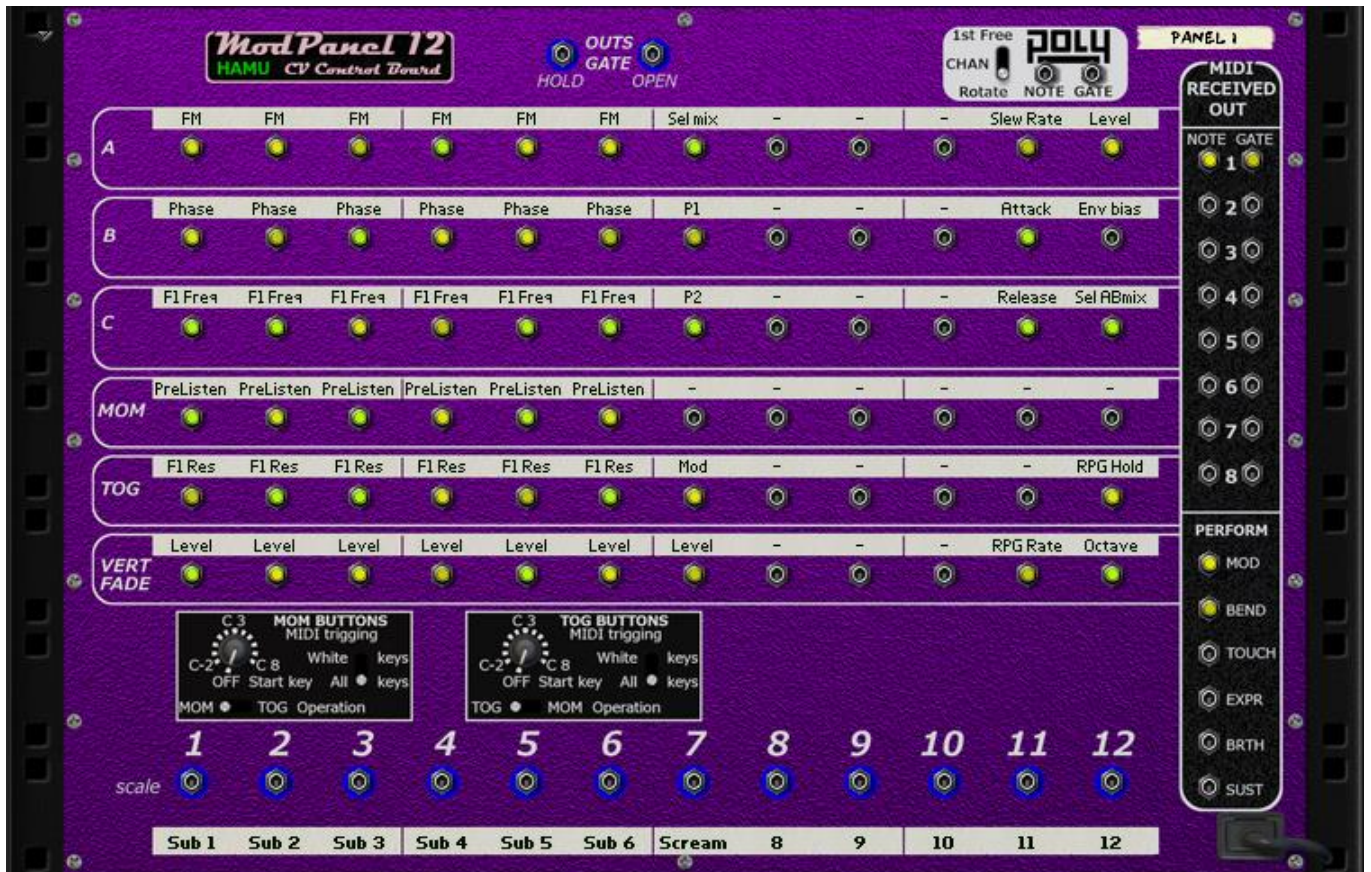 ModPanel 12
HAMU CV Control Board
OUTS
GATE
HOLD OPEN
1st Free
CHAN
Rotate
POLY
NOTE GATE
PANEL 1
MIDI
RECEIVED
OUT
NOTE GATE
1
2
3
4
5
6
7
8
PERFORM
MOD
BEND
TOUCH
EXPR
BRTH
SUST
A
FM FM FM FM FM FM Sel mix - - - Slew Rate Level
B
Phase Phase Phase Phase Phase Phase P1 - - - Attack Env bias
C
F1 Freq F1 Freq F1 Freq F1 Freq F1 Freq F1 Freq P2 - - - Release Sel ABmix
MOM
PreListen PreListen PreListen PreListen PreListen PreListen - - - - - -
TOG
F1 Res F1 Res F1 Res F1 Res F1 Res F1 Res Mod - - - - RPG Hold
VERT
FADE
Level Level Level Level Level Level Level - - - RPG Rate Octave
C 3 MOM BUTTONS
MIDI trigging
White keys
C-2 C 8
OFF Start key All keys
MOM TOG Operation
C 3 TOG BUTTONS
MIDI trigging
White keys
C-2 C 8
OFF Start key All keys
TOG MOM Operation
1 2 3 4 5 6 7 8 9 10 11 12
scale
Sub 1 Sub 2 Sub 3 Sub 4 Sub 5 Sub 6 Scream 8 9 10 11 12